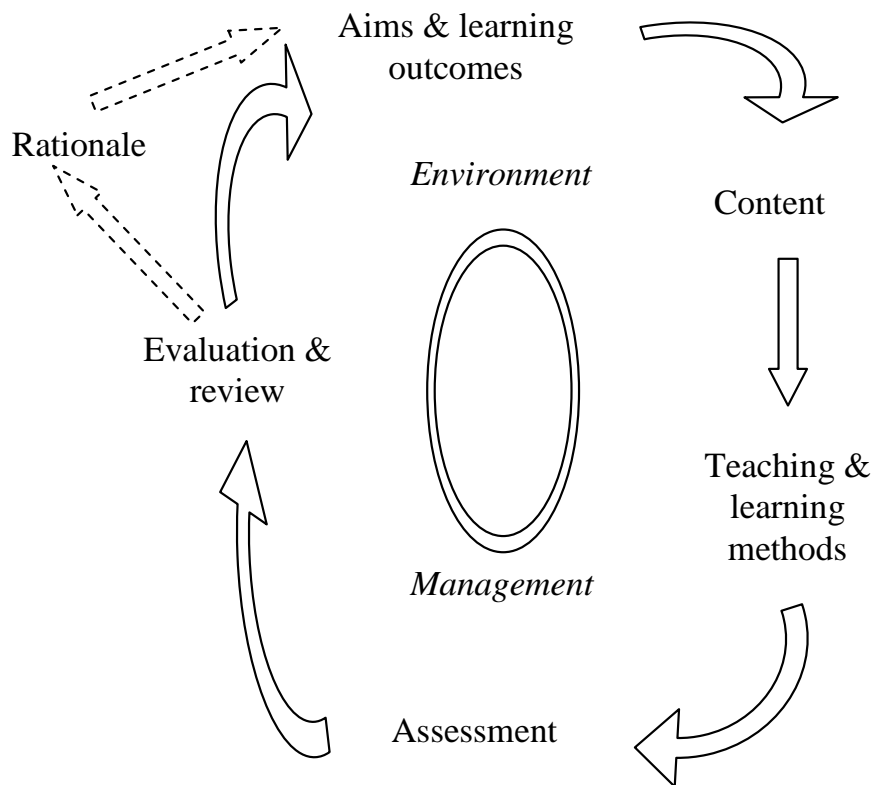 Aims & learning
outcomes
Rationale
Environment
Content
Evaluation &
review
Teaching &
learning
methods
Management
Assessment